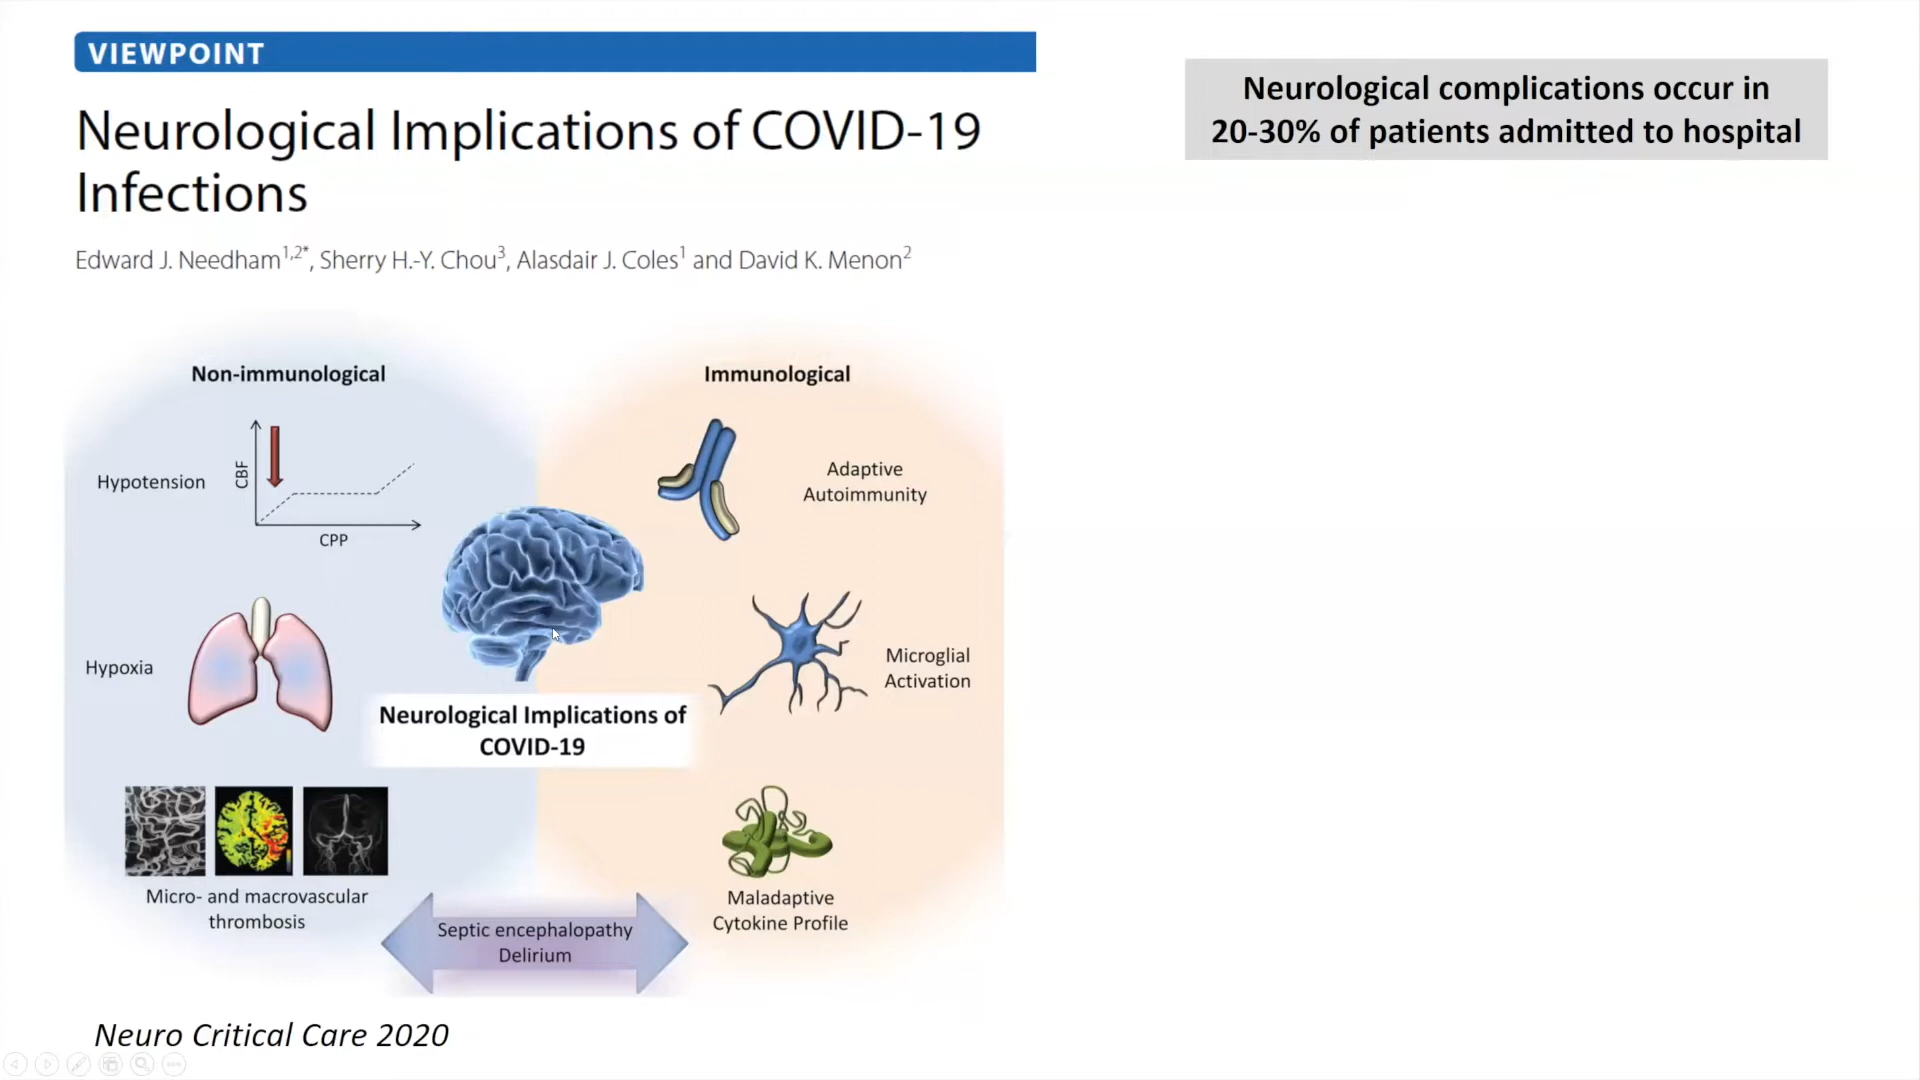 VIEWPOINT
Neurological Implications of COVID-19
Infections
Edward J. Needham1,2*, Sherry H.-Y. Chou3, Alasdair J. Coles1 and David K. Menon2
Neurological complications occur in
20-30% of patients admitted to hospital
Non-immunological
Hypotension
CBF
CPP
Hypoxia
Micro- and macrovascular
thrombosis
Neurological Implications of
COVID-19
Septic encephalopathy
Delirium
Immunological
Adaptive
Autoimmunity
Microglial
Activation
Maladaptive
Cytokine Profile
Neuro Critical Care 2020